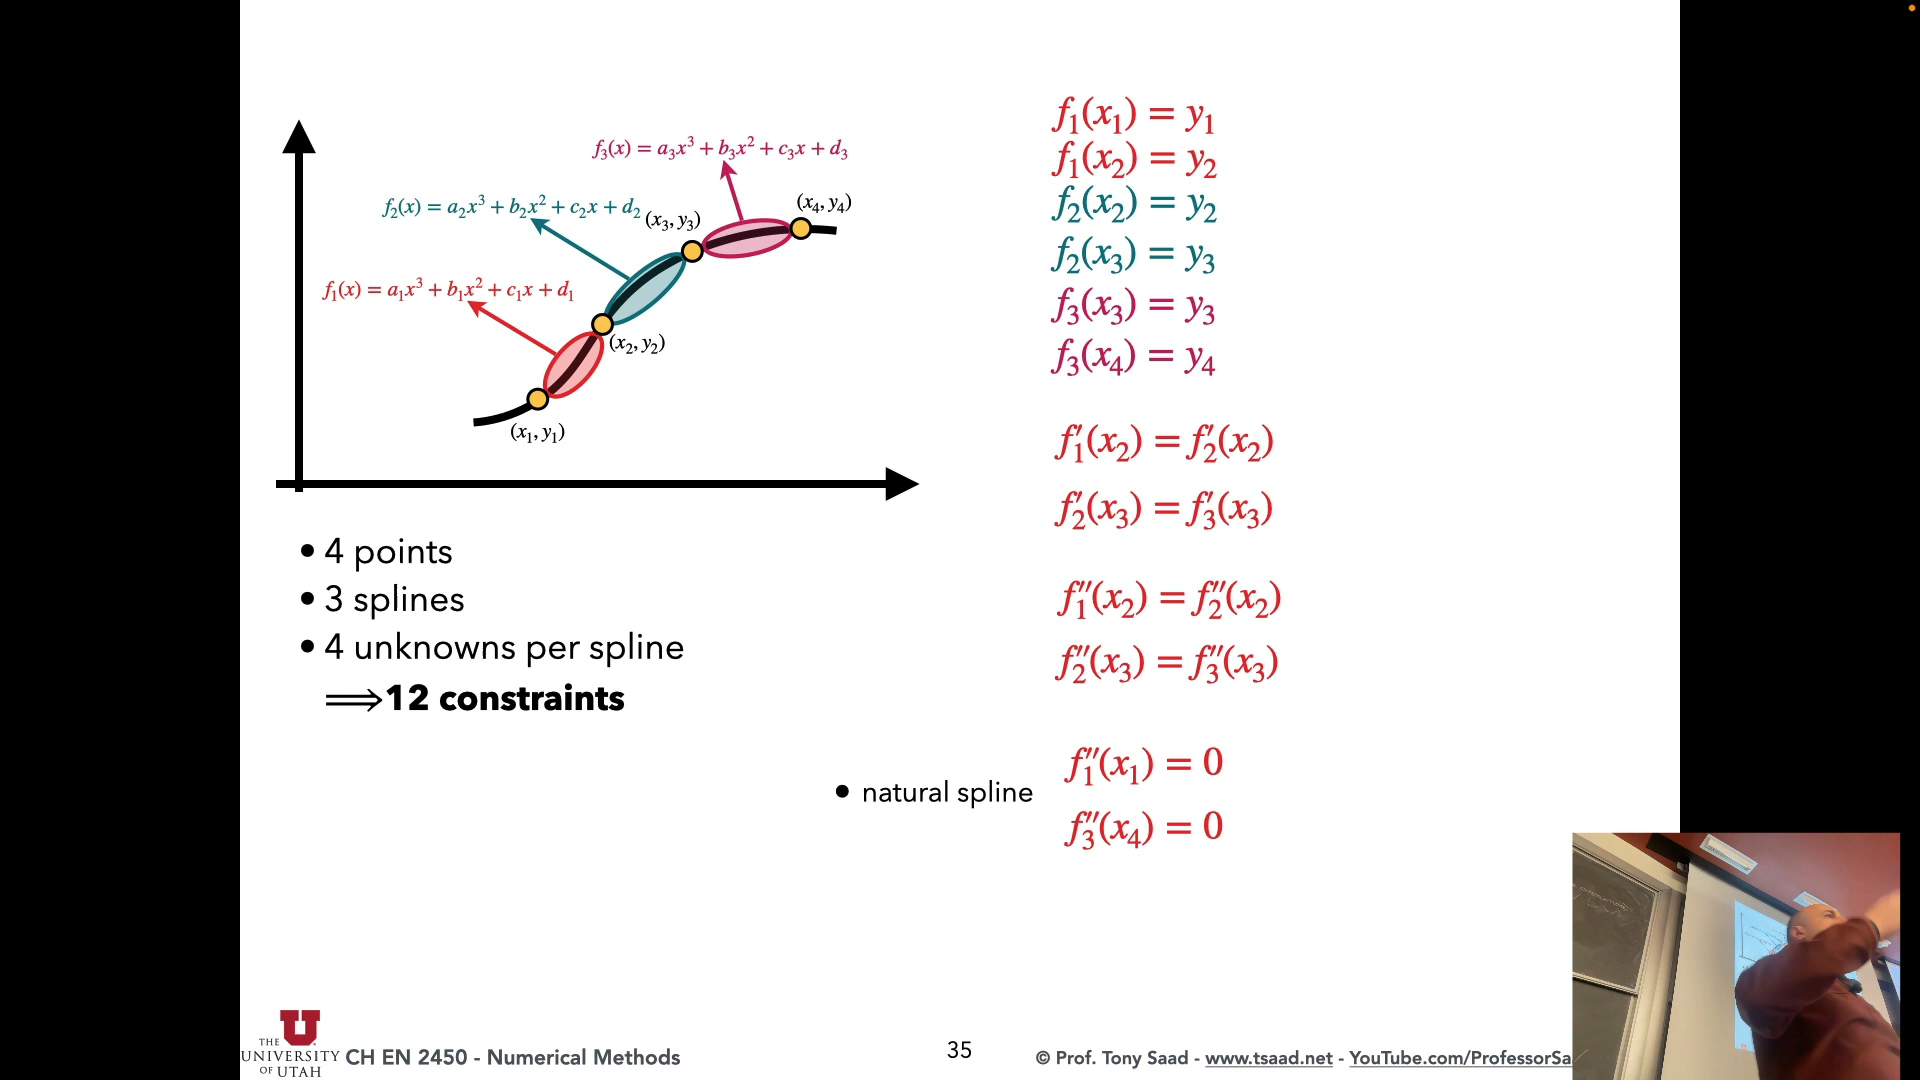 f₃(x) = a₃x³ + b₃x² + c₃x + d₃
f₂(x) = a₂x³ + b₂x² + c₂x + d₂
f₁(x) = a₁x³ + b₁x² + c₁x + d₁
(x₄, y₄)
(x₃, y₃)
(x₂, y₂)
(x₁, y₁)
• 4 points
• 3 splines
• 4 unknowns per spline
⟹12 constraints
f₁(x₁) = y₁
f₁(x₂) = y₂
f₂(x₂) = y₂
f₂(x₃) = y₃
f₃(x₃) = y₃
f₃(x₄) = y₄
f₁′(x₂) = f₂′(x₂)
f₂′(x₃) = f₃′(x₃)
f₁″(x₂) = f₂″(x₂)
f₂″(x₃) = f₃″(x₃)
• natural spline
f₁″(x₁) = 0
f₃″(x₄) = 0
THE
UNIVERSITY
OF UTAH
CH EN 2450 - Numerical Methods
35
© Prof. Tony Saad - www.tsaad.net - YouTube.com/ProfessorSa